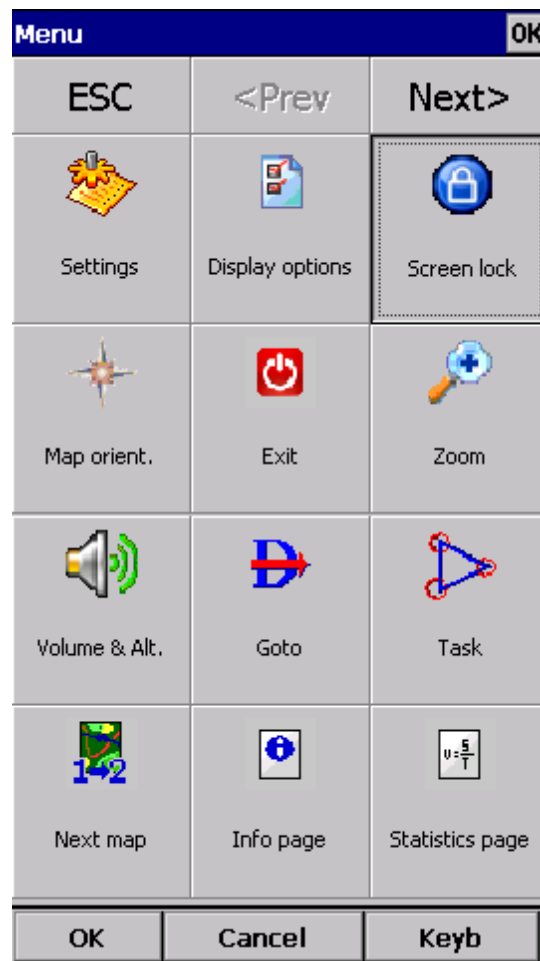 Menu OK
ESC <Prev Next>
Settings Display options Screen lock
Map orient. Exit Zoom
Volume & Alt. Goto Task
1→2 v=S/T
Next map Info page Statistics page
OK Cancel Keyb